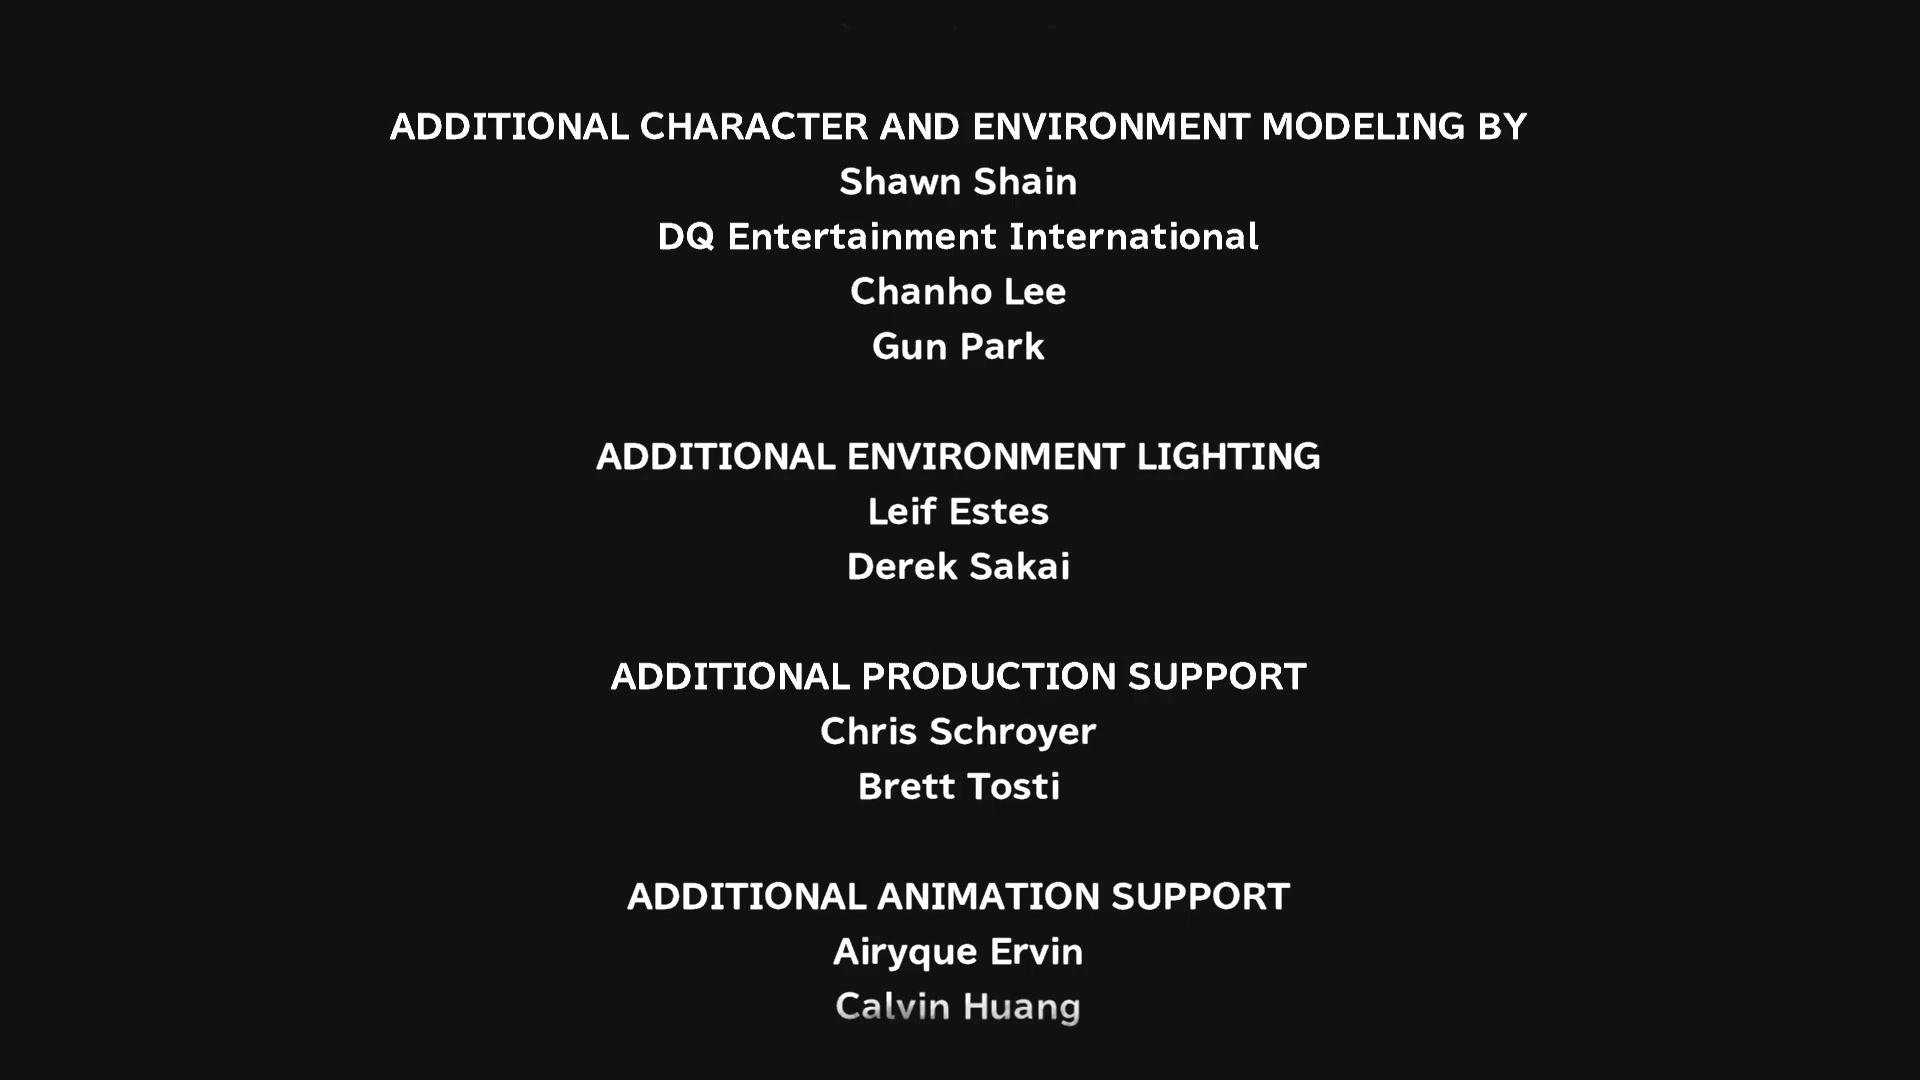 ADDITIONAL CHARACTER AND ENVIRONMENT MODELING BY
Shawn Shain
DQ Entertainment International
Chanho Lee
Gun Park
ADDITIONAL ENVIRONMENT LIGHTING
Leif Estes
Derek Sakai
ADDITIONAL PRODUCTION SUPPORT
Chris Schroyer
Brett Tosti
ADDITIONAL ANIMATION SUPPORT
Airyque Ervin
Calvin Huang